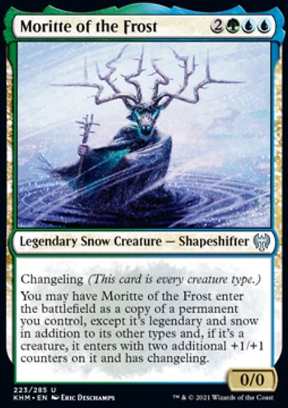 Moritte of the Frost 2
Legendary Snow Creature — Shapeshifter
Changeling (This card is every creature type.)
You may have Moritte of the Frost enter
the battlefield as a copy of a permanent
you control, except it's legendary and snow
in addition to its other types and, if it's a
creature, it enters with two additional +1/+1
counters on it and has changeling.
0/0
223/285 U
KHM • EN ERIC DESCHAMPS
™ & © 2021 Wizards of the Coast